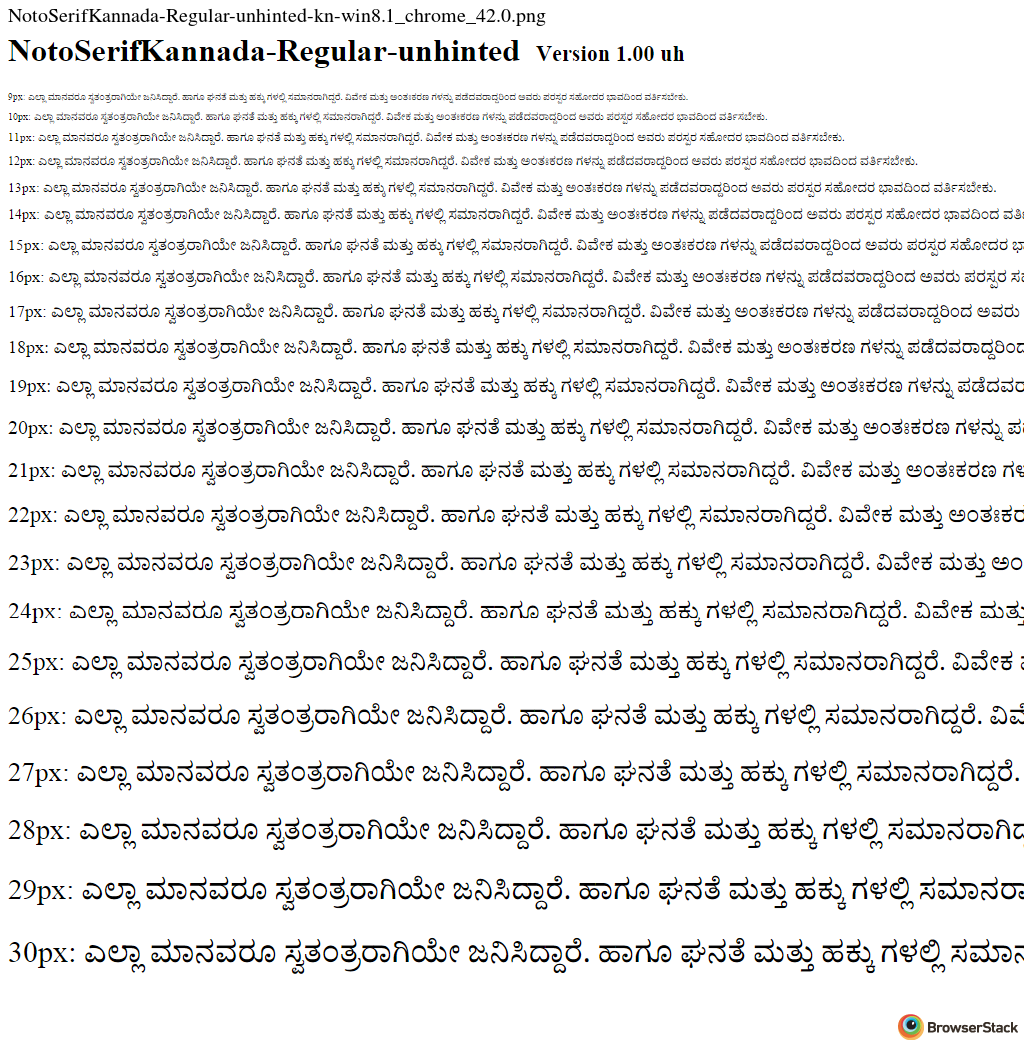 NotoSerifKannada-Regular-unhinted-kn-win8.1_chrome_42.0.png
NotoSerifKannada-Regular-unhinted Version 1.00 uh
9px: ಎಲ್ಲಾ ಮಾನವರೂ ಸ್ವತಂತ್ರರಾಗಿಯೇ ಜನಿಸಿದ್ದಾರೆ. ಹಾಗೂ ಘನತೆ ಮತ್ತು ಹಕ್ಕು ಗಳಲ್ಲಿ ಸಮಾನರಾಗಿದ್ದರೆ. ವಿವೇಕ ಮತ್ತು ಅಂತಃಕರಣ ಗಳನ್ನು ಪಡೆದವರಾದ್ದರಿಂದ ಅವರು ಪರಸ್ಪರ ಸಹೋದರ ಭಾವದಿಂದ ವರ್ತಿಸಬೇಕು.
10px: ಎಲ್ಲಾ ಮಾನವರೂ ಸ್ವತಂತ್ರರಾಗಿಯೇ ಜನಿಸಿದ್ದಾರೆ. ಹಾಗೂ ಘನತೆ ಮತ್ತು ಹಕ್ಕು ಗಳಲ್ಲಿ ಸಮಾನರಾಗಿದ್ದರೆ. ವಿವೇಕ ಮತ್ತು ಅಂತಃಕರಣ ಗಳನ್ನು ಪಡೆದವರಾದ್ದರಿಂದ ಅವರು ಪರಸ್ಪರ ಸಹೋದರ ಭಾವದಿಂದ ವರ್ತಿಸಬೇಕು.
11px: ಎಲ್ಲಾ ಮಾನವರೂ ಸ್ವತಂತ್ರರಾಗಿಯೇ ಜನಿಸಿದ್ದಾರೆ. ಹಾಗೂ ಘನತೆ ಮತ್ತು ಹಕ್ಕು ಗಳಲ್ಲಿ ಸಮಾನರಾಗಿದ್ದರೆ. ವಿವೇಕ ಮತ್ತು ಅಂತಃಕರಣ ಗಳನ್ನು ಪಡೆದವರಾದ್ದರಿಂದ ಅವರು ಪರಸ್ಪರ ಸಹೋದರ ಭಾವದಿಂದ ವರ್ತಿಸಬೇಕು.
12px: ಎಲ್ಲಾ ಮಾನವರೂ ಸ್ವತಂತ್ರರಾಗಿಯೇ ಜನಿಸಿದ್ದಾರೆ. ಹಾಗೂ ಘನತೆ ಮತ್ತು ಹಕ್ಕು ಗಳಲ್ಲಿ ಸಮಾನರಾಗಿದ್ದರೆ. ವಿವೇಕ ಮತ್ತು ಅಂತಃಕರಣ ಗಳನ್ನು ಪಡೆದವರಾದ್ದರಿಂದ ಅವರು ಪರಸ್ಪರ ಸಹೋದರ ಭಾವದಿಂದ ವರ್ತಿಸಬೇಕು.
13px: ಎಲ್ಲಾ ಮಾನವರೂ ಸ್ವತಂತ್ರರಾಗಿಯೇ ಜನಿಸಿದ್ದಾರೆ. ಹಾಗೂ ಘನತೆ ಮತ್ತು ಹಕ್ಕು ಗಳಲ್ಲಿ ಸಮಾನರಾಗಿದ್ದರೆ. ವಿವೇಕ ಮತ್ತು ಅಂತಃಕರಣ ಗಳನ್ನು ಪಡೆದವರಾದ್ದರಿಂದ ಅವರು ಪರಸ್ಪರ ಸಹೋದರ ಭಾವದಿಂದ ವರ್ತಿಸಬೇಕು.
14px: ಎಲ್ಲಾ ಮಾನವರೂ ಸ್ವತಂತ್ರರಾಗಿಯೇ ಜನಿಸಿದ್ದಾರೆ. ಹಾಗೂ ಘನತೆ ಮತ್ತು ಹಕ್ಕು ಗಳಲ್ಲಿ ಸಮಾನರಾಗಿದ್ದರೆ. ವಿವೇಕ ಮತ್ತು ಅಂತಃಕರಣ ಗಳನ್ನು ಪಡೆದವರಾದ್ದರಿಂದ ಅವರು ಪರಸ್ಪರ ಸಹೋದರ ಭಾವದಿಂದ
15px: ಎಲ್ಲಾ ಮಾನವರೂ ಸ್ವತಂತ್ರರಾಗಿಯೇ ಜನಿಸಿದ್ದಾರೆ. ಹಾಗೂ ಘನತೆ ಮತ್ತು ಹಕ್ಕು ಗಳಲ್ಲಿ ಸಮಾನರಾಗಿದ್ದರೆ. ವಿವೇಕ ಮತ್ತು ಅಂತಃಕರಣ ಗಳನ್ನು ಪಡೆದವರಾದ್ದರಿಂದ ಅವರು ಪರಸ್ಪರ ಸಹೋದರ
16px: ಎಲ್ಲಾ ಮಾನವರೂ ಸ್ವತಂತ್ರರಾಗಿಯೇ ಜನಿಸಿದ್ದಾರೆ. ಹಾಗೂ ಘನತೆ ಮತ್ತು ಹಕ್ಕು ಗಳಲ್ಲಿ ಸಮಾನರಾಗಿದ್ದರೆ. ವಿವೇಕ ಮತ್ತು ಅಂತಃಕರಣ ಗಳನ್ನು ಪಡೆದವರಾದ್ದರಿಂದ ಅವರು ಪರಸ್ಪರ
17px: ಎಲ್ಲಾ ಮಾನವರೂ ಸ್ವತಂತ್ರರಾಗಿಯೇ ಜನಿಸಿದ್ದಾರೆ. ಹಾಗೂ ಘನತೆ ಮತ್ತು ಹಕ್ಕು ಗಳಲ್ಲಿ ಸಮಾನರಾಗಿದ್ದರೆ. ವಿವೇಕ ಮತ್ತು ಅಂತಃಕರಣ ಗಳನ್ನು ಪಡೆದವರಾದ್ದರಿಂದ ಅವರು
18px: ಎಲ್ಲಾ ಮಾನವರೂ ಸ್ವತಂತ್ರರಾಗಿಯೇ ಜನಿಸಿದ್ದಾರೆ. ಹಾಗೂ ಘನತೆ ಮತ್ತು ಹಕ್ಕು ಗಳಲ್ಲಿ ಸಮಾನರಾಗಿದ್ದರೆ. ವಿವೇಕ ಮತ್ತು ಅಂತಃಕರಣ ಗಳನ್ನು ಪಡೆದವರಾದ್ದರಿಂದ
19px: ಎಲ್ಲಾ ಮಾನವರೂ ಸ್ವತಂತ್ರರಾಗಿಯೇ ಜನಿಸಿದ್ದಾರೆ. ಹಾಗೂ ಘನತೆ ಮತ್ತು ಹಕ್ಕು ಗಳಲ್ಲಿ ಸಮಾನರಾಗಿದ್ದರೆ. ವಿವೇಕ ಮತ್ತು ಅಂತಃಕರಣ ಗಳನ್ನು ಪಡೆದವರ
20px: ಎಲ್ಲಾ ಮಾನವರೂ ಸ್ವತಂತ್ರರಾಗಿಯೇ ಜನಿಸಿದ್ದಾರೆ. ಹಾಗೂ ಘನತೆ ಮತ್ತು ಹಕ್ಕು ಗಳಲ್ಲಿ ಸಮಾನರಾಗಿದ್ದರೆ. ವಿವೇಕ ಮತ್ತು ಅಂತಃಕರಣ ಗಳನ್ನು
21px: ಎಲ್ಲಾ ಮಾನವರೂ ಸ್ವತಂತ್ರರಾಗಿಯೇ ಜನಿಸಿದ್ದಾರೆ. ಹಾಗೂ ಘನತೆ ಮತ್ತು ಹಕ್ಕು ಗಳಲ್ಲಿ ಸಮಾನರಾಗಿದ್ದರೆ. ವಿವೇಕ ಮತ್ತು ಅಂತಃಕರಣ ಗಳ
22px: ಎಲ್ಲಾ ಮಾನವರೂ ಸ್ವತಂತ್ರರಾಗಿಯೇ ಜನಿಸಿದ್ದಾರೆ. ಹಾಗೂ ಘನತೆ ಮತ್ತು ಹಕ್ಕು ಗಳಲ್ಲಿ ಸಮಾನರಾಗಿದ್ದರೆ. ವಿವೇಕ ಮತ್ತು ಅಂತಃಕರ
23px: ಎಲ್ಲಾ ಮಾನವರೂ ಸ್ವತಂತ್ರರಾಗಿಯೇ ಜನಿಸಿದ್ದಾರೆ. ಹಾಗೂ ಘನತೆ ಮತ್ತು ಹಕ್ಕು ಗಳಲ್ಲಿ ಸಮಾನರಾಗಿದ್ದರೆ. ವಿವೇಕ ಮತ್ತು ಅಂ
24px: ಎಲ್ಲಾ ಮಾನವರೂ ಸ್ವತಂತ್ರರಾಗಿಯೇ ಜನಿಸಿದ್ದಾರೆ. ಹಾಗೂ ಘನತೆ ಮತ್ತು ಹಕ್ಕು ಗಳಲ್ಲಿ ಸಮಾನರಾಗಿದ್ದರೆ. ವಿವೇಕ ಮತ್ತು
25px: ಎಲ್ಲಾ ಮಾನವರೂ ಸ್ವತಂತ್ರರಾಗಿಯೇ ಜನಿಸಿದ್ದಾರೆ. ಹಾಗೂ ಘನತೆ ಮತ್ತು ಹಕ್ಕು ಗಳಲ್ಲಿ ಸಮಾನರಾಗಿದ್ದರೆ. ವಿವೇಕ
26px: ಎಲ್ಲಾ ಮಾನವರೂ ಸ್ವತಂತ್ರರಾಗಿಯೇ ಜನಿಸಿದ್ದಾರೆ. ಹಾಗೂ ಘನತೆ ಮತ್ತು ಹಕ್ಕು ಗಳಲ್ಲಿ ಸಮಾನರಾಗಿದ್ದರೆ. ವಿವೇ
27px: ಎಲ್ಲಾ ಮಾನವರೂ ಸ್ವತಂತ್ರರಾಗಿಯೇ ಜನಿಸಿದ್ದಾರೆ. ಹಾಗೂ ಘನತೆ ಮತ್ತು ಹಕ್ಕು ಗಳಲ್ಲಿ ಸಮಾನರಾಗಿದ್ದರೆ.
28px: ಎಲ್ಲಾ ಮಾನವರೂ ಸ್ವತಂತ್ರರಾಗಿಯೇ ಜನಿಸಿದ್ದಾರೆ. ಹಾಗೂ ಘನತೆ ಮತ್ತು ಹಕ್ಕು ಗಳಲ್ಲಿ ಸಮಾನರಾಗಿದ್ದ
29px: ಎಲ್ಲಾ ಮಾನವರೂ ಸ್ವತಂತ್ರರಾಗಿಯೇ ಜನಿಸಿದ್ದಾರೆ. ಹಾಗೂ ಘನತೆ ಮತ್ತು ಹಕ್ಕು ಗಳಲ್ಲಿ ಸಮಾನರಾ
30px: ಎಲ್ಲಾ ಮಾನವರೂ ಸ್ವತಂತ್ರರಾಗಿಯೇ ಜನಿಸಿದ್ದಾರೆ. ಹಾಗೂ ಘನತೆ ಮತ್ತು ಹಕ್ಕು ಗಳಲ್ಲಿ ಸಮಾನ
BrowserStack